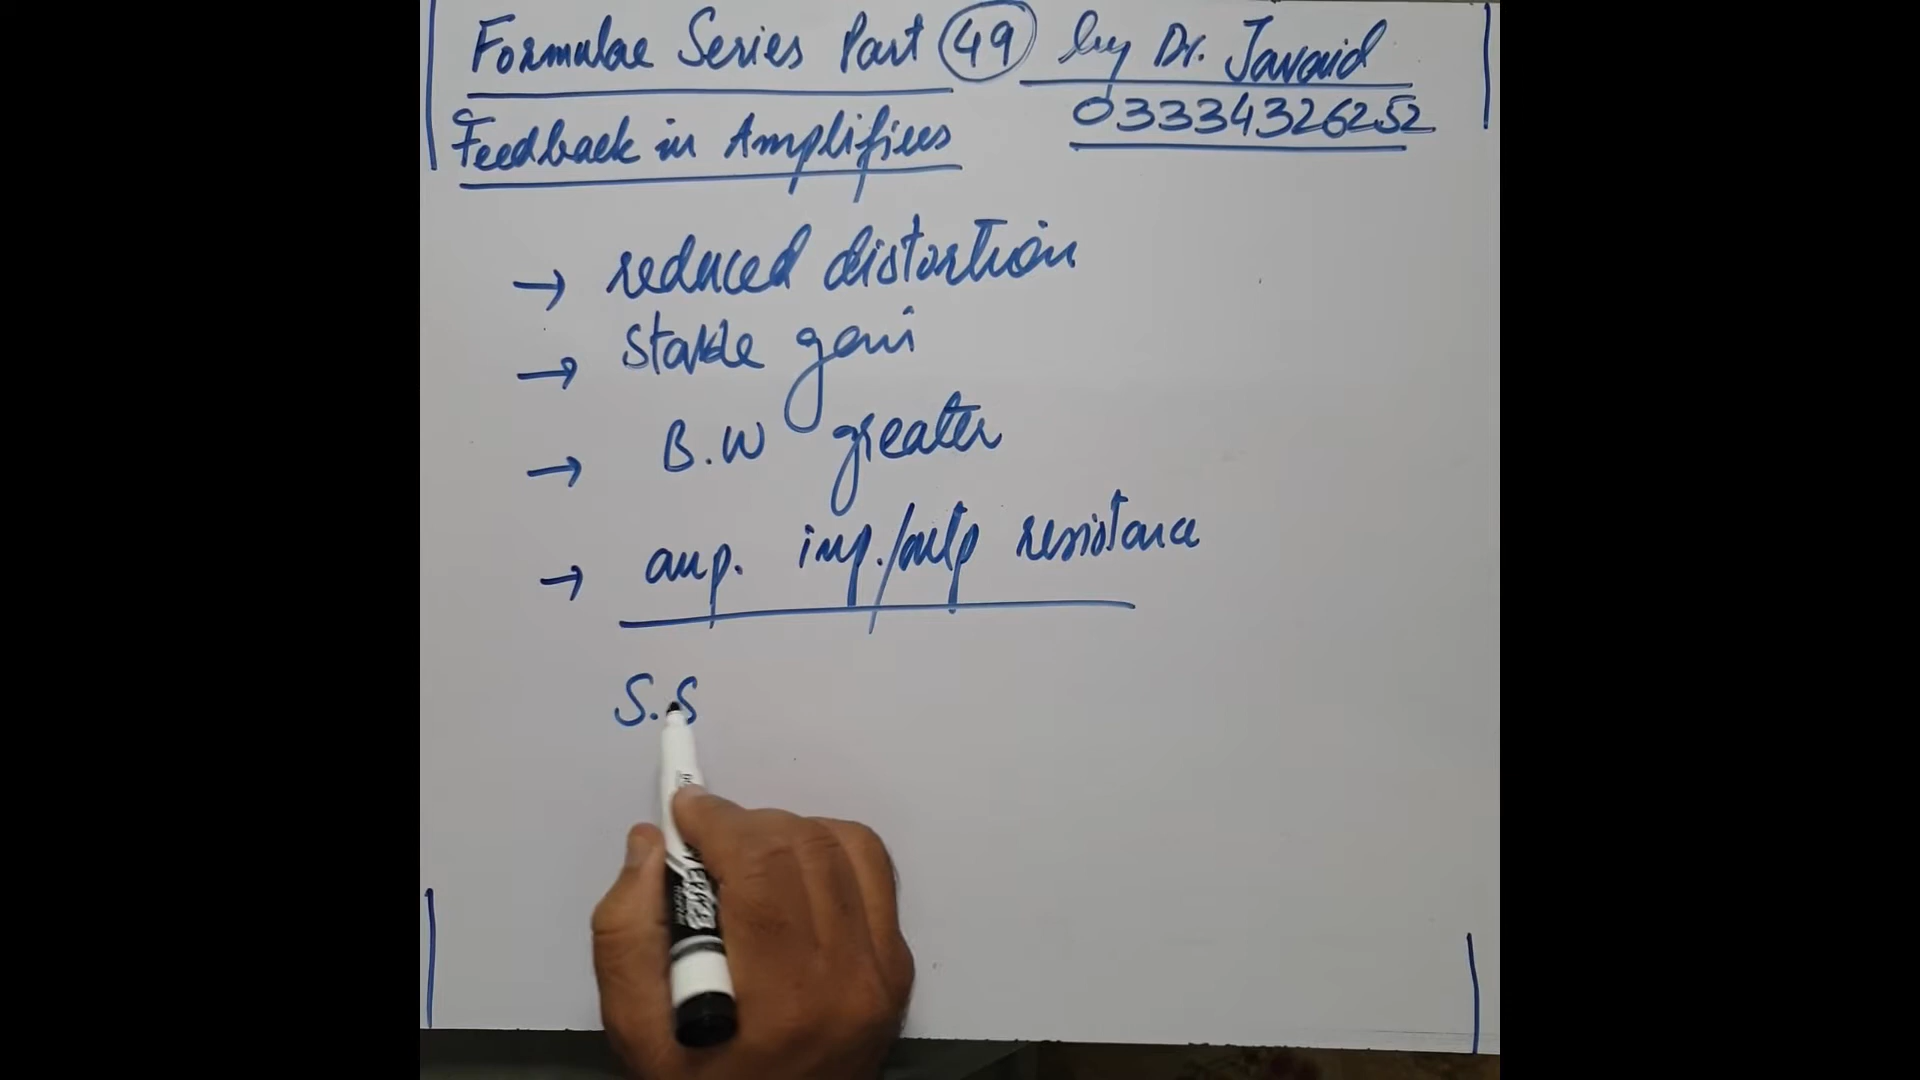 Formulae Series Part 49 by Dr. Javaid
03334326252
Feedback in Amplifiers
→ reduced distortion
→ Stable gain
→ B.W greater
→ amp. inp./outp resistance
S.S